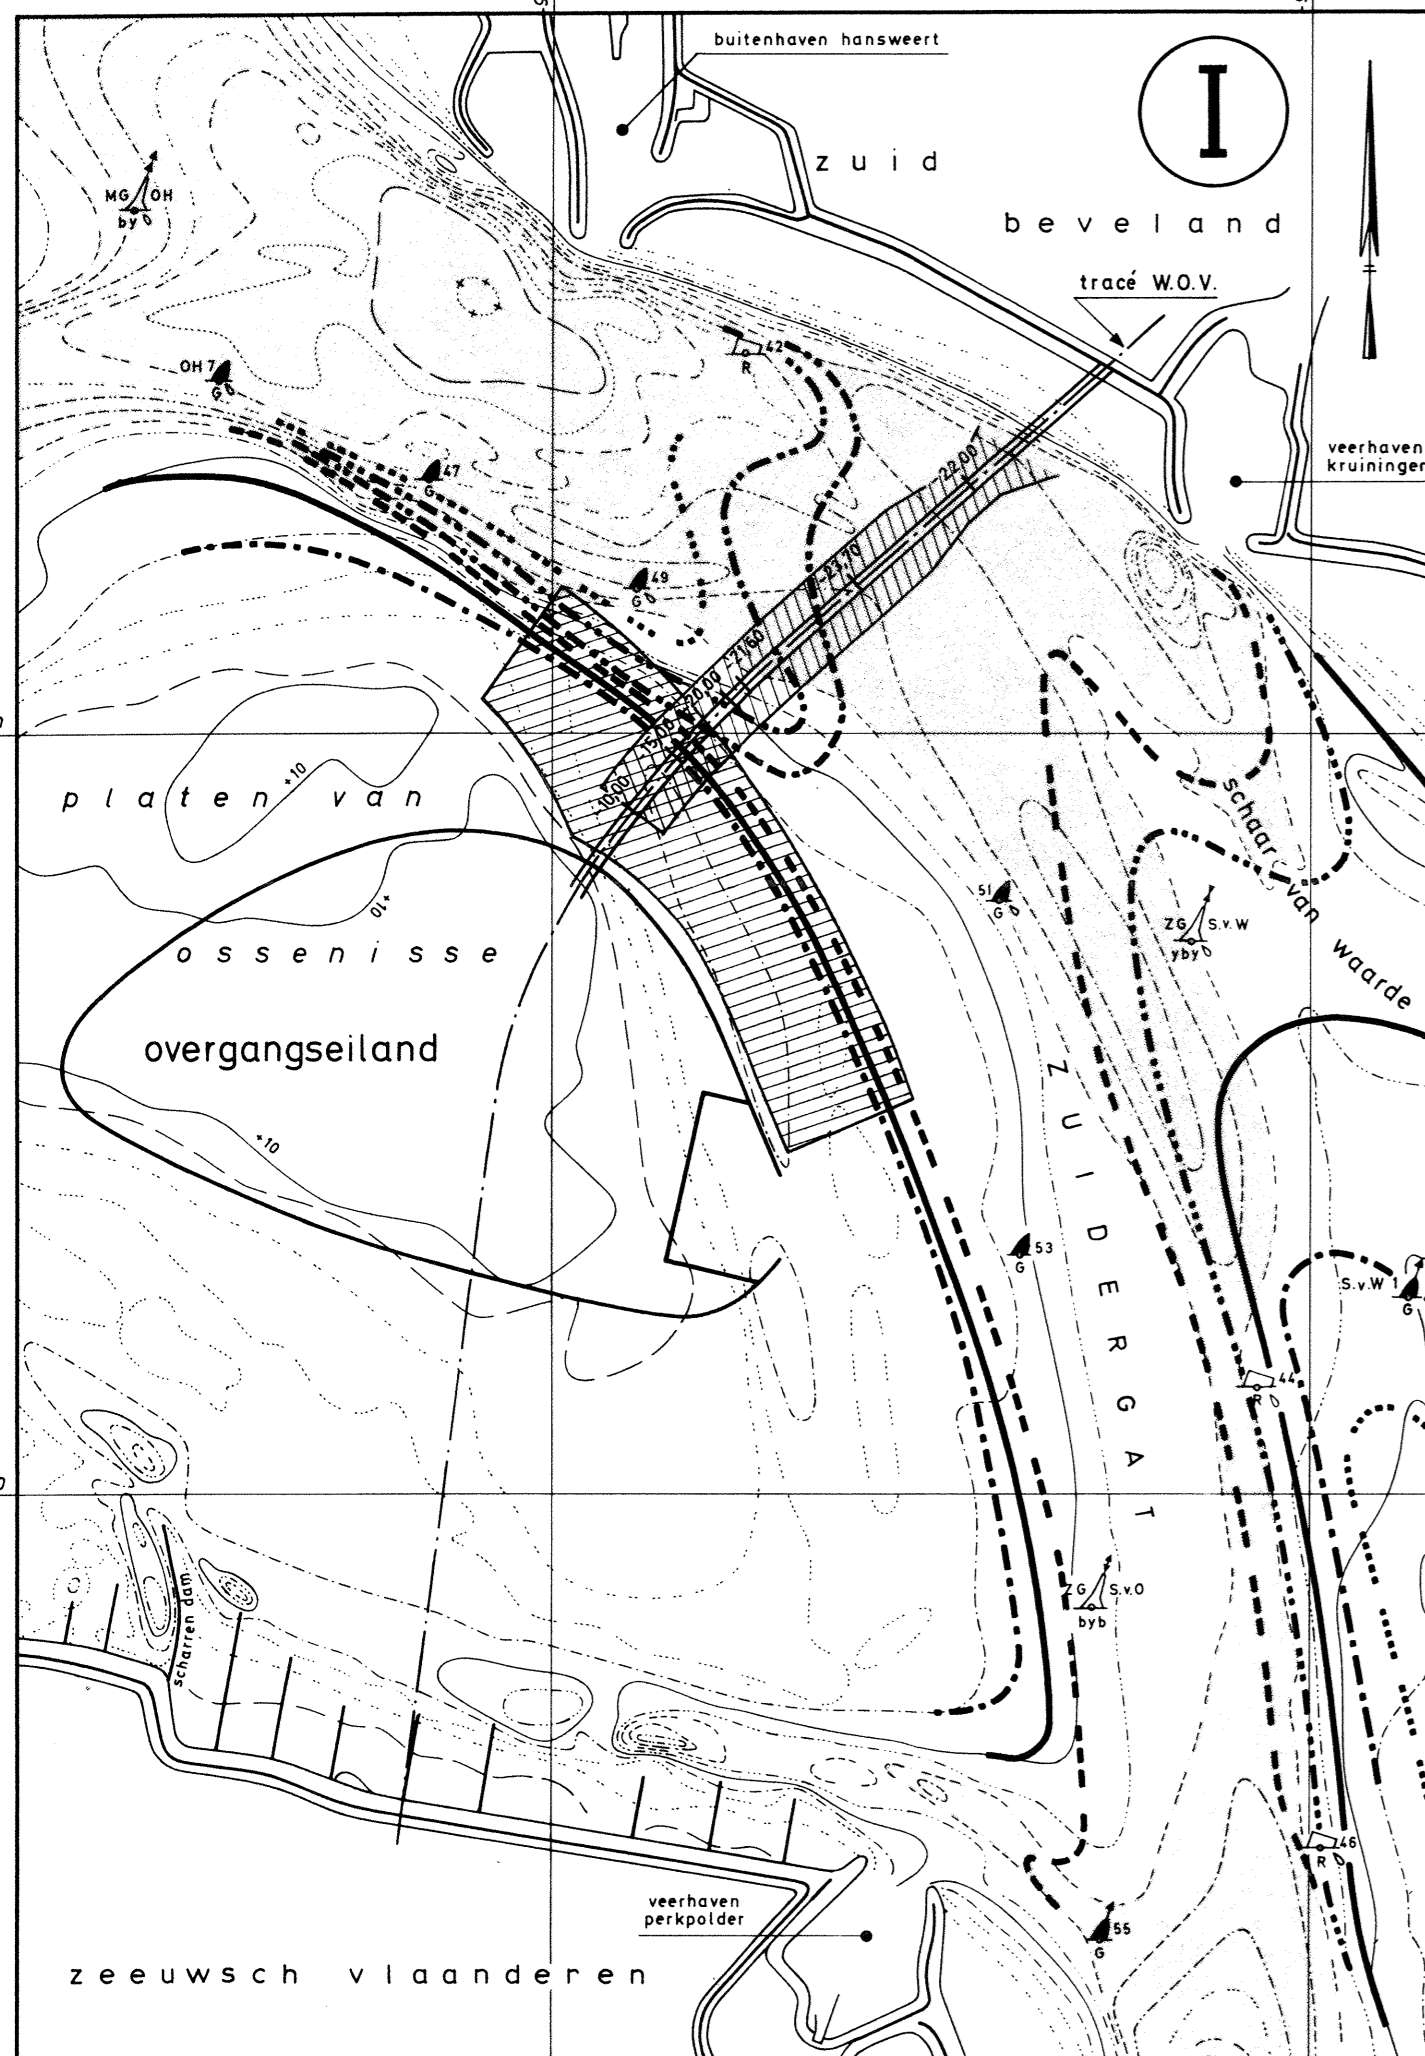 buitenhaven hansweert
I
zuid
MG OH
by
beveland
tracé W.O.V.
42
R
OH 7
G
veerhaven
47
G
-22,00
-23,70
49
G
-21,60
-20,00
-15,00
-10,00
+10
platen van
schaar van waarde
51
G
ZG S.v.W
yby
+10
ossenisse
overgangseiland
ZUIDERGAT
+10
53
G
S.v.W 1
G
44
R
ZG S.v.O
byb
scharren dam
46
R
veerhaven
perkpolder
55
G
zeeuwsch vlaanderen